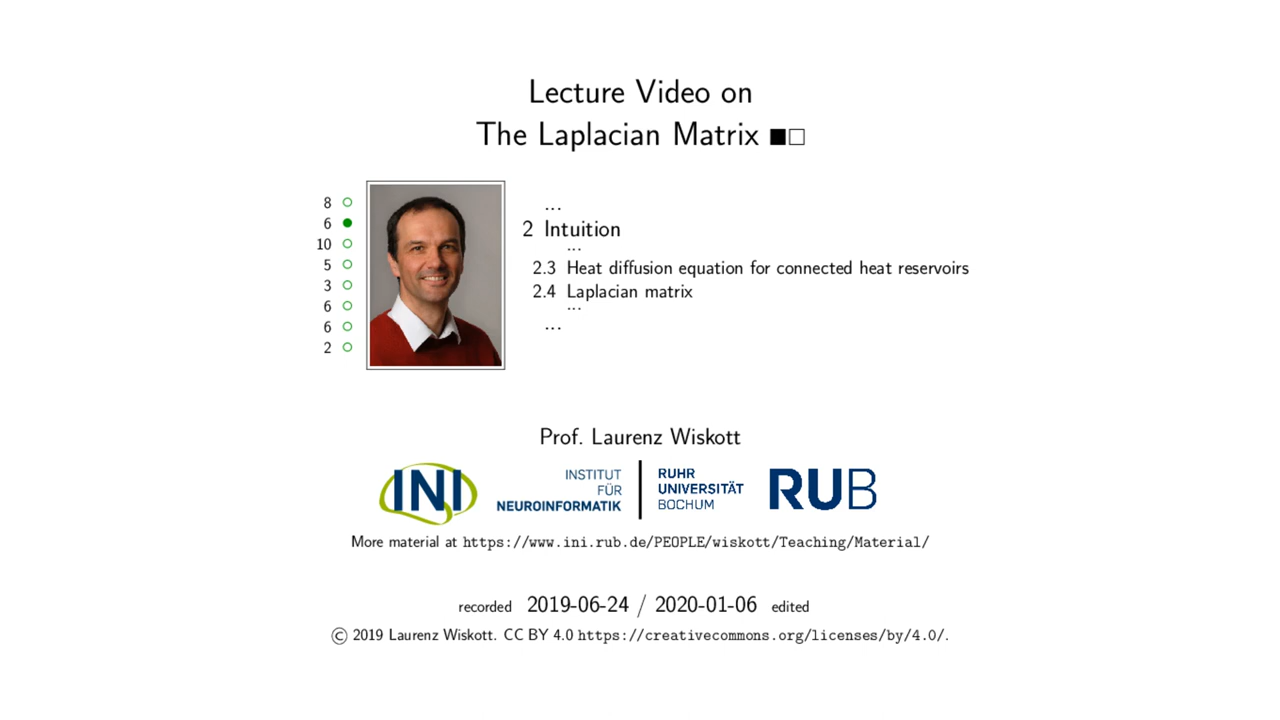 Lecture Video on
The Laplacian Matrix ■□
8
6
10
5
3
6
6
2
...
2 Intuition
...
2.3 Heat diffusion equation for connected heat reservoirs
2.4 Laplacian matrix
...
...
Prof. Laurenz Wiskott
INI
INSTITUT
FÜR
NEUROINFORMATIK
RUHR
UNIVERSITÄT
BOCHUM
RUB
More material at https://www.ini.rub.de/PEOPLE/wiskott/Teaching/Material/
recorded 2019-06-24 / 2020-01-06 edited
© 2019 Laurenz Wiskott. CC BY 4.0 https://creativecommons.org/licenses/by/4.0/.